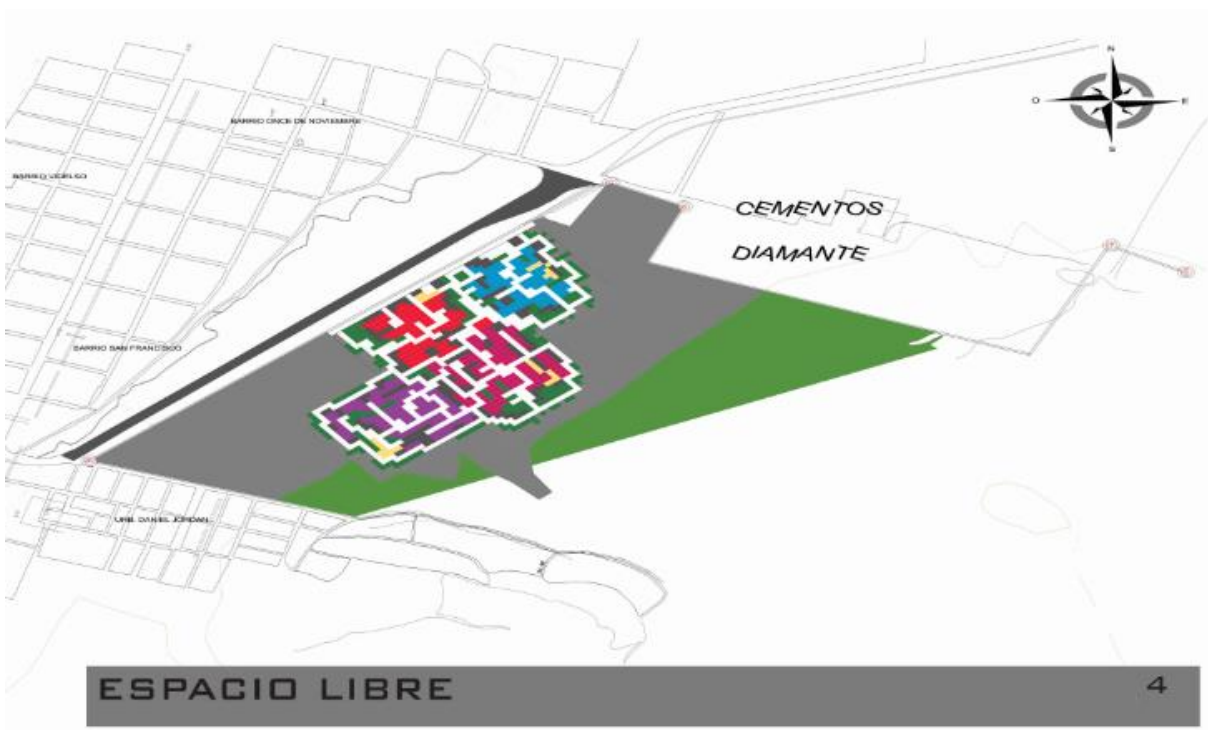 N
O
E
S
BARRIO ONCE DE NOVIEMBRE
CEMENTOS
DIAMANTE
BARRIO SAN FRANCISCO
URB. DANIEL JORDAN
ESPACIO LIBRE
4